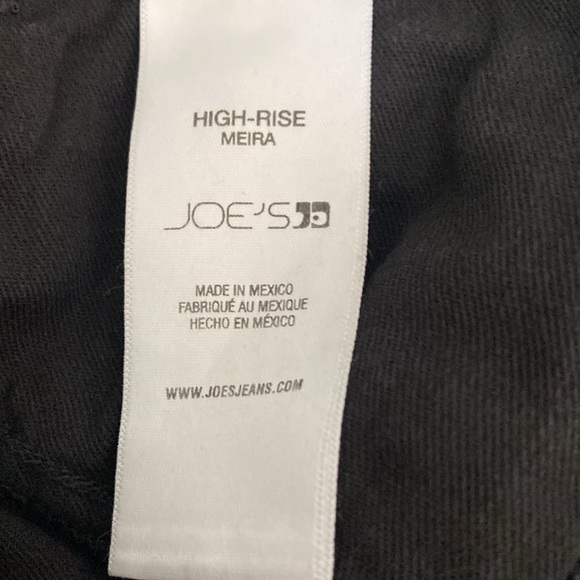 HIGH-RISE
MEIRA
JOE'S
MADE IN MEXICO
FABRIQUÉ AU MEXIQUE
HECHO EN MÉXICO
WWW.JOESJEANS.COM